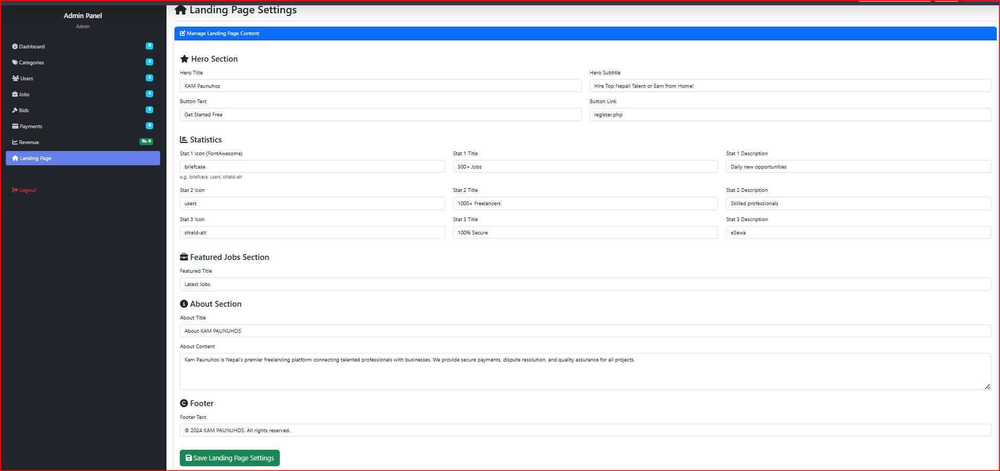 Admin Panel
Admin
Dashboard 0
Categories 4
Users 4
Jobs 4
Bids 3
Payments 0
Revenue Rs. 0
Landing Page
Logout
Landing Page Settings
Manage Landing Page Content
Hero Section
Hero Title Hero Subtitle
KAM Paunuhos Hire Top Nepali Talent or Earn from Home!
Button Text Button Link
Get Started Free register.php
Statistics
Stat 1 Icon (FontAwesome) Stat 1 Title Stat 1 Description
briefcase 500+ Jobs Daily new opportunities
e.g., briefcase, users, shield-alt
Stat 2 Icon Stat 2 Title Stat 2 Description
users 1000+ Freelancers Skilled professionals
Stat 3 Icon Stat 3 Title Stat 3 Description
shield-alt 100% Secure eSewa
Featured Jobs Section
Featured Title
Latest Jobs
About Section
About Title
About KAM PAUNUHOS
About Content
Kam Paunuhos is Nepal's premier freelancing platform connecting talented professionals with businesses. We provide secure payments, dispute resolution, and quality assurance for all projects.
Footer
Footer Text
© 2024 KAM PAUNUHOS. All rights reserved.
Save Landing Page Settings